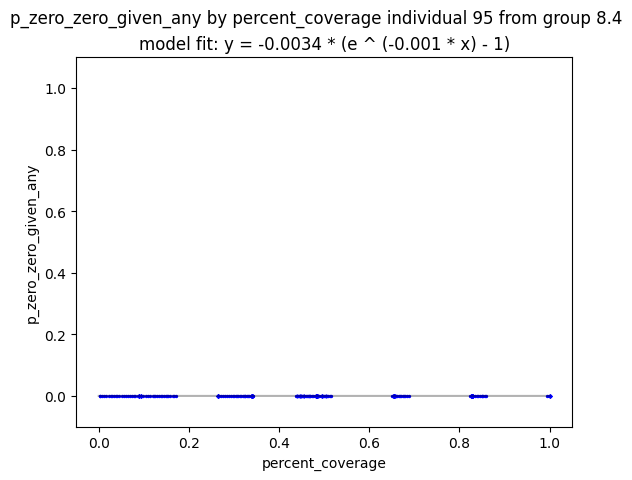 p_zero_zero_given_any by percent_coverage individual 95 from group 8.4
model fit: y = -0.0034 * (e ^ (-0.001 * x) - 1)
1.0
0.8
0.6
0.4
0.2
0.0
p_zero_zero_given_any
0.0 0.2 0.4 0.6 0.8 1.0
percent_coverage